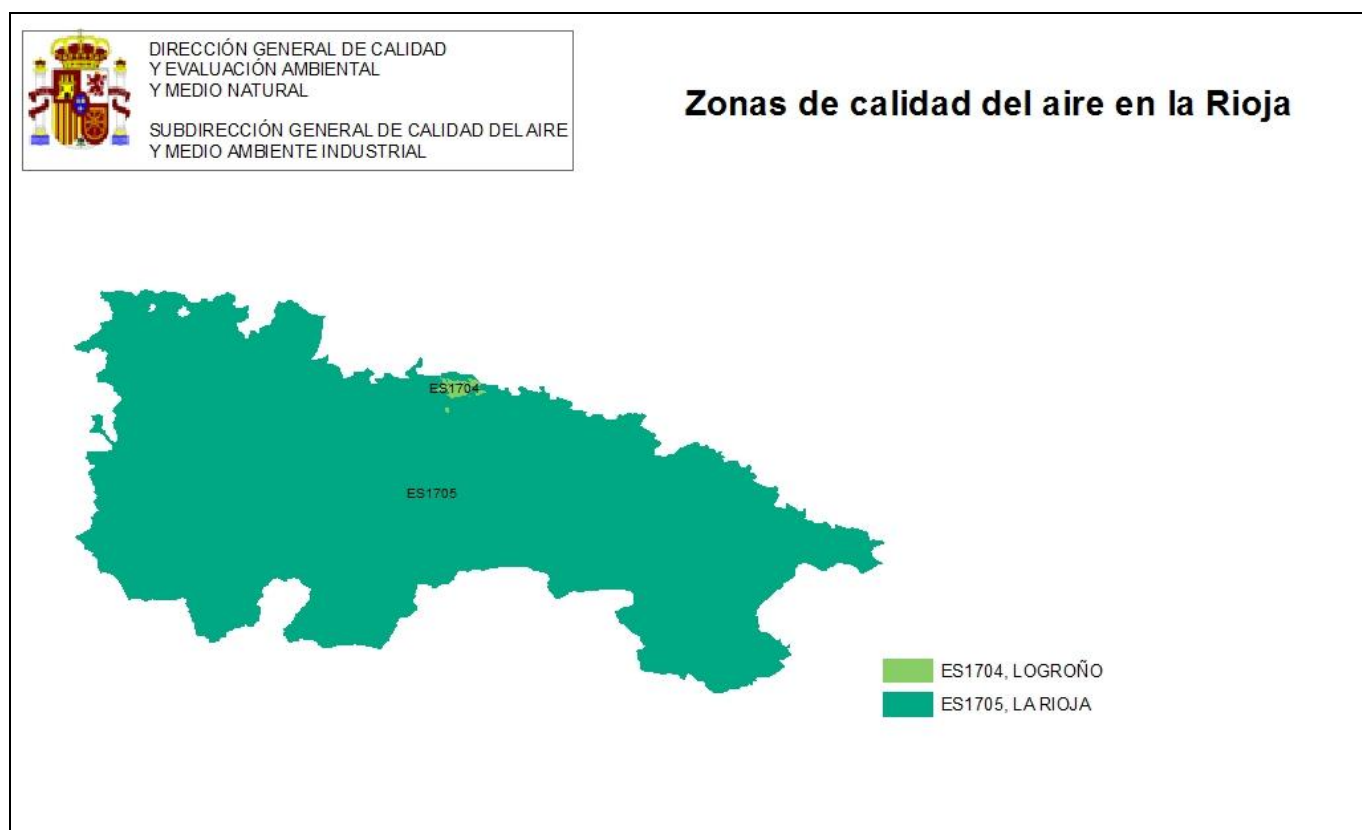 DIRECCIÓN GENERAL DE CALIDAD
Y EVALUACIÓN AMBIENTAL
Y MEDIO NATURAL
SUBDIRECCIÓN GENERAL DE CALIDAD DEL AIRE
Y MEDIO AMBIENTE INDUSTRIAL
Zonas de calidad del aire en la Rioja
ES1704
ES1705
ES1704, LOGROÑO
ES1705, LA RIOJA